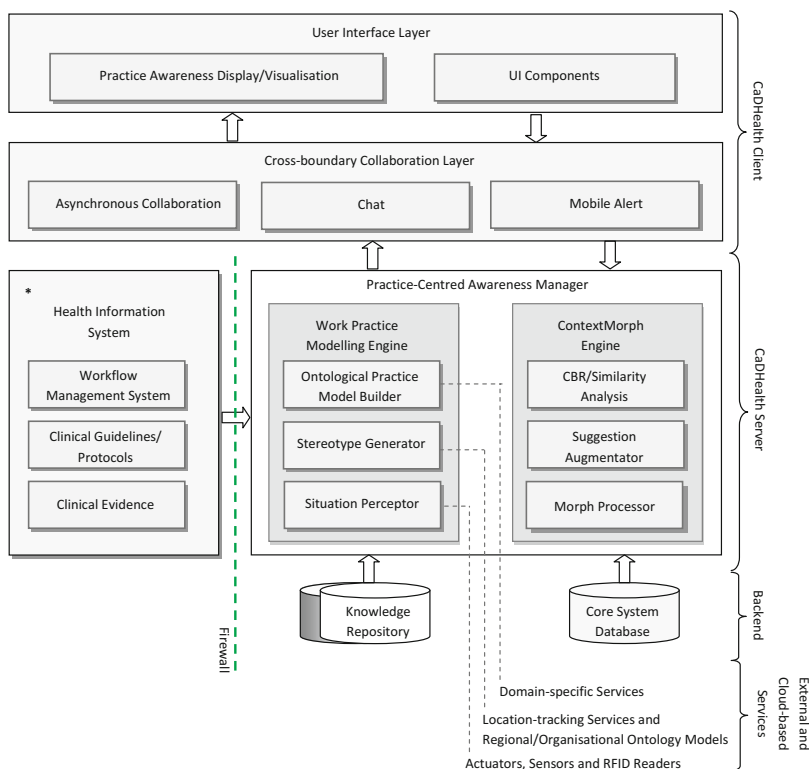 User Interface Layer
Practice Awareness Display/Visualisation
UI Components
CaDHealth Client
Cross-boundary Collaboration Layer
Asynchronous Collaboration
Chat
Mobile Alert
*
Health Information
System
Workflow
Management System
Clinical Guidelines/
Protocols
Clinical Evidence
Firewall
Practice-Centred Awareness Manager
Work Practice
Modelling Engine
Ontological Practice
Model Builder
Stereotype Generator
Situation Perceptor
ContextMorph
Engine
CBR/Similarity
Analysis
Suggestion
Augmentator
Morph Processor
CaDHealth Server
Knowledge
Repository
Core System
Database
Backend
Domain-specific Services
Location-tracking Services and
Regional/Organisational Ontology Models
Actuators, Sensors and RFID Readers
External and
Cloud-based
Services